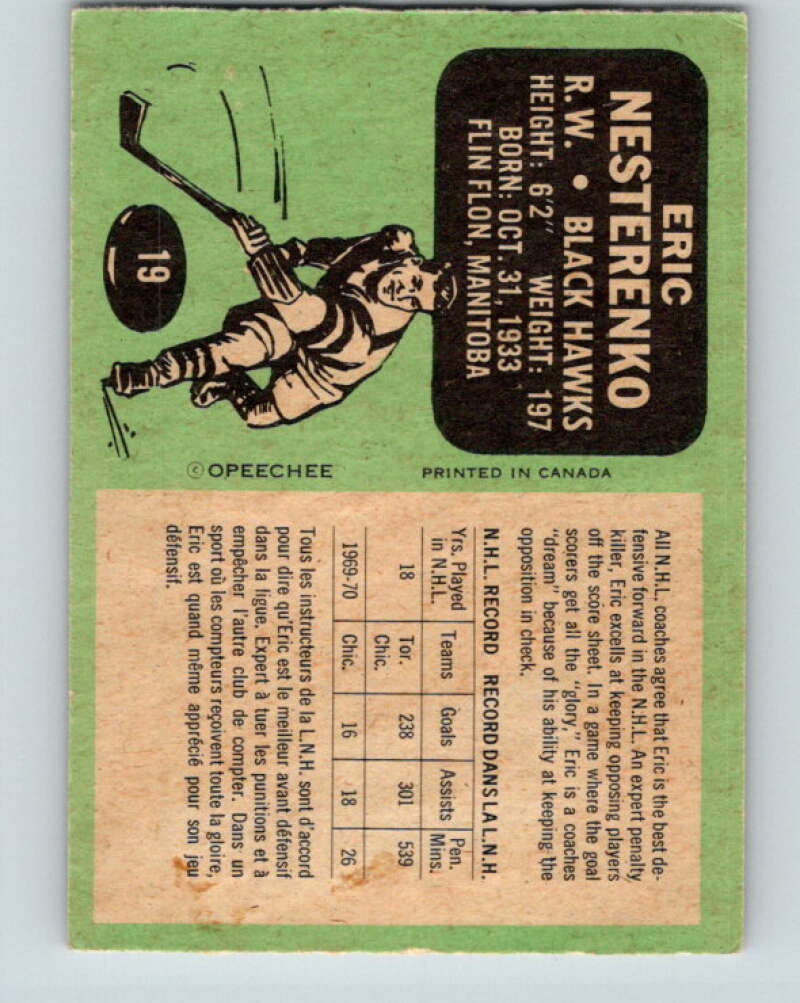 ERIC
NESTERENKO
R.W. • BLACK HAWKS
HEIGHT: 6'2" WEIGHT: 197
BORN: OCT. 31, 1933
FLIN FLON, MANITOBA
19
© OPEECHEE
PRINTED IN CANADA
All N.H.L. coaches agree that Eric is the best de-
fensive forward in the N.H.L. An expert penalty
killer, Eric excells at keeping opposing players
off the score sheet. In a game where the goal
scorers get all the "glory," Eric is a coaches
"dream" because of his ability at keeping the
opposition in check.
N.H.L. RECORD RECORD DANS LA L.N.H.
Yrs. Played in N.H.L. Teams Goals Assists Pen. Mins.
18 Tor. Chic. 238 301 539
1969-70 Chic. 16 18 26
Tous les instructeurs de la L.N.H. sont d'accord
pour dire qu'Eric est le meilleur avant défensif
dans la ligue. Expert à tuer les punitions et à
empêcher l'autre club de compter. Dans un
sport où les compteurs reçoivent toute la gloire,
Eric est quand même apprécié pour son jeu
défensif.